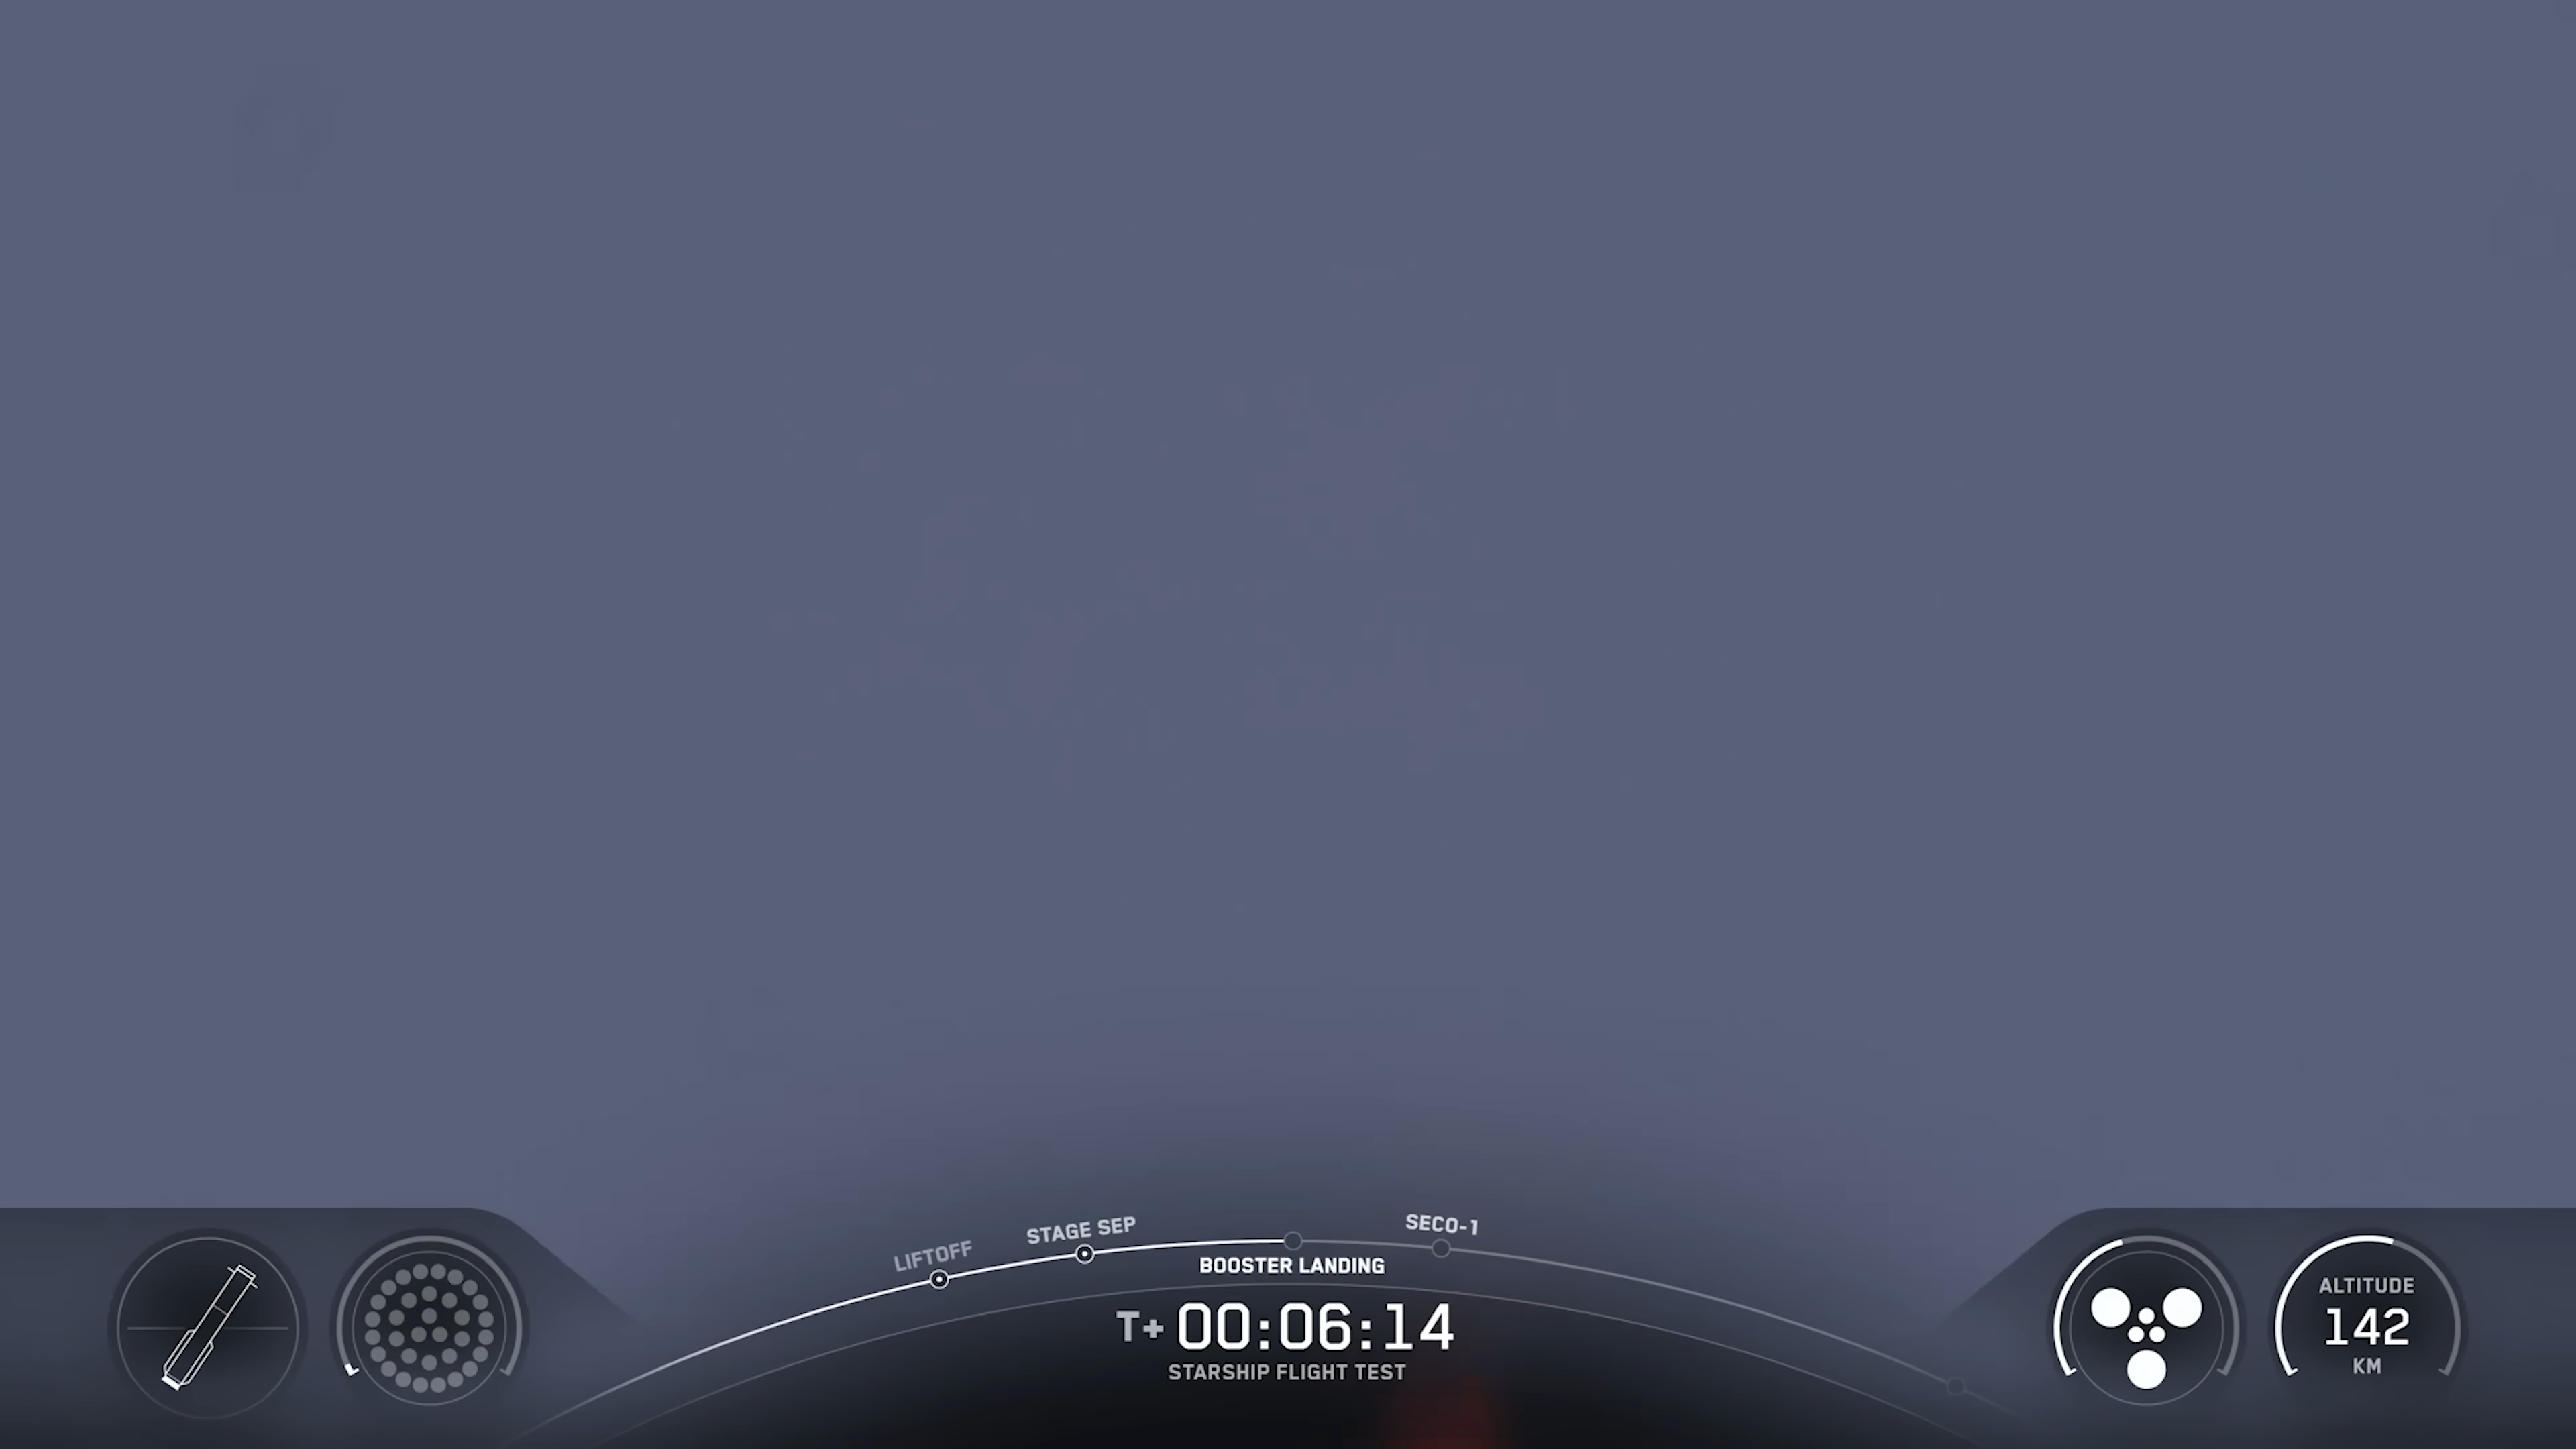 LIFTOFF
STAGE SEP
BOOSTER LANDING
SECO-1
T+ 00:06:14
STARSHIP FLIGHT TEST
ALTITUDE
142
KM